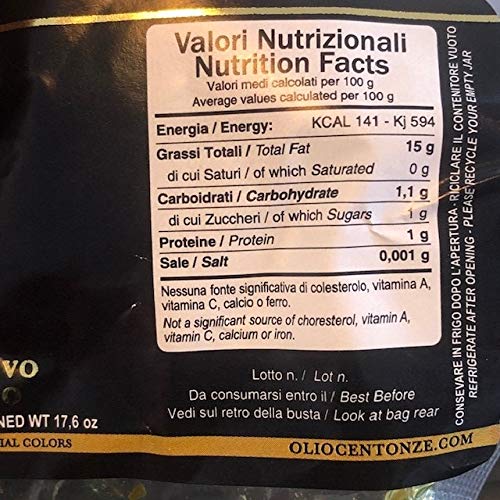 Valori Nutrizionali
Nutrition Facts
Valori medi calcolati per 100 g
Average values calculated per 100 g
Energia / Energy: KCAL 141 - Kj 594
Grassi Totali / Total Fat 15 g
di cui Saturi / of which Saturated 0 g
Carboidrati / Carbohydrate 1,1 g
di cui Zuccheri / of which Sugars 1 g
Proteine / Protein 1 g
Sale / Salt 0,001 g
Nessuna fonte significativa di colesterolo, vitamina A,
vitamina C, calcio o ferro.
Not a significant source of choresterol, vitamin A,
vitamin C, calcium or iron.
Lotto n. / Lot n.
Da consumarsi entro il / Best Before
Vedi sul retro della busta / Look at bag rear
CONSEVARE IN FRIGO DOPO L'APERTURA - RICICLARE IL CONTENITORE VUOTO
REFRIGERATE AFTER OPENING - PLEASE RECYCLE YOUR EMPTY JAR
VO
NED WT 17,6 oz
IAL COLORS
OLIOCENTONZE.COM